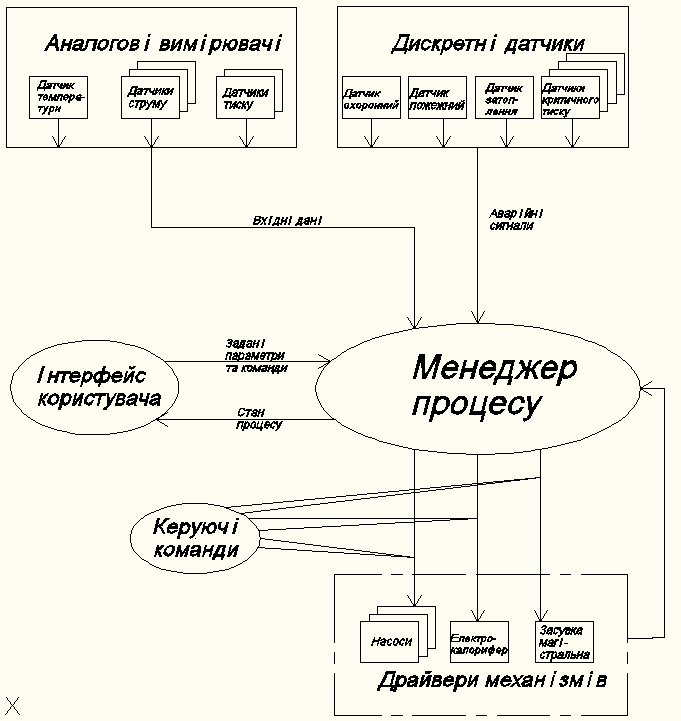 Аналогові вимірювачі
Датчик
темпера-
тури
Датчики
струму
Датчики
тиску
Дискретні датчики
Датчик
охоронний
Датчик
пожежний
Датчик
затоп-
лення
Датчики
критичного
тиску
Вхідні дані
Аварійні
сигнали
Задані
параметри
та команди
Інтерфейс
користувача
Стан
процесу
Менеджер
процесу
Керуючі
команди
Насоси
Електро-
калорифер
Засувка
магі-
стральна
Драйвери механізмів
X